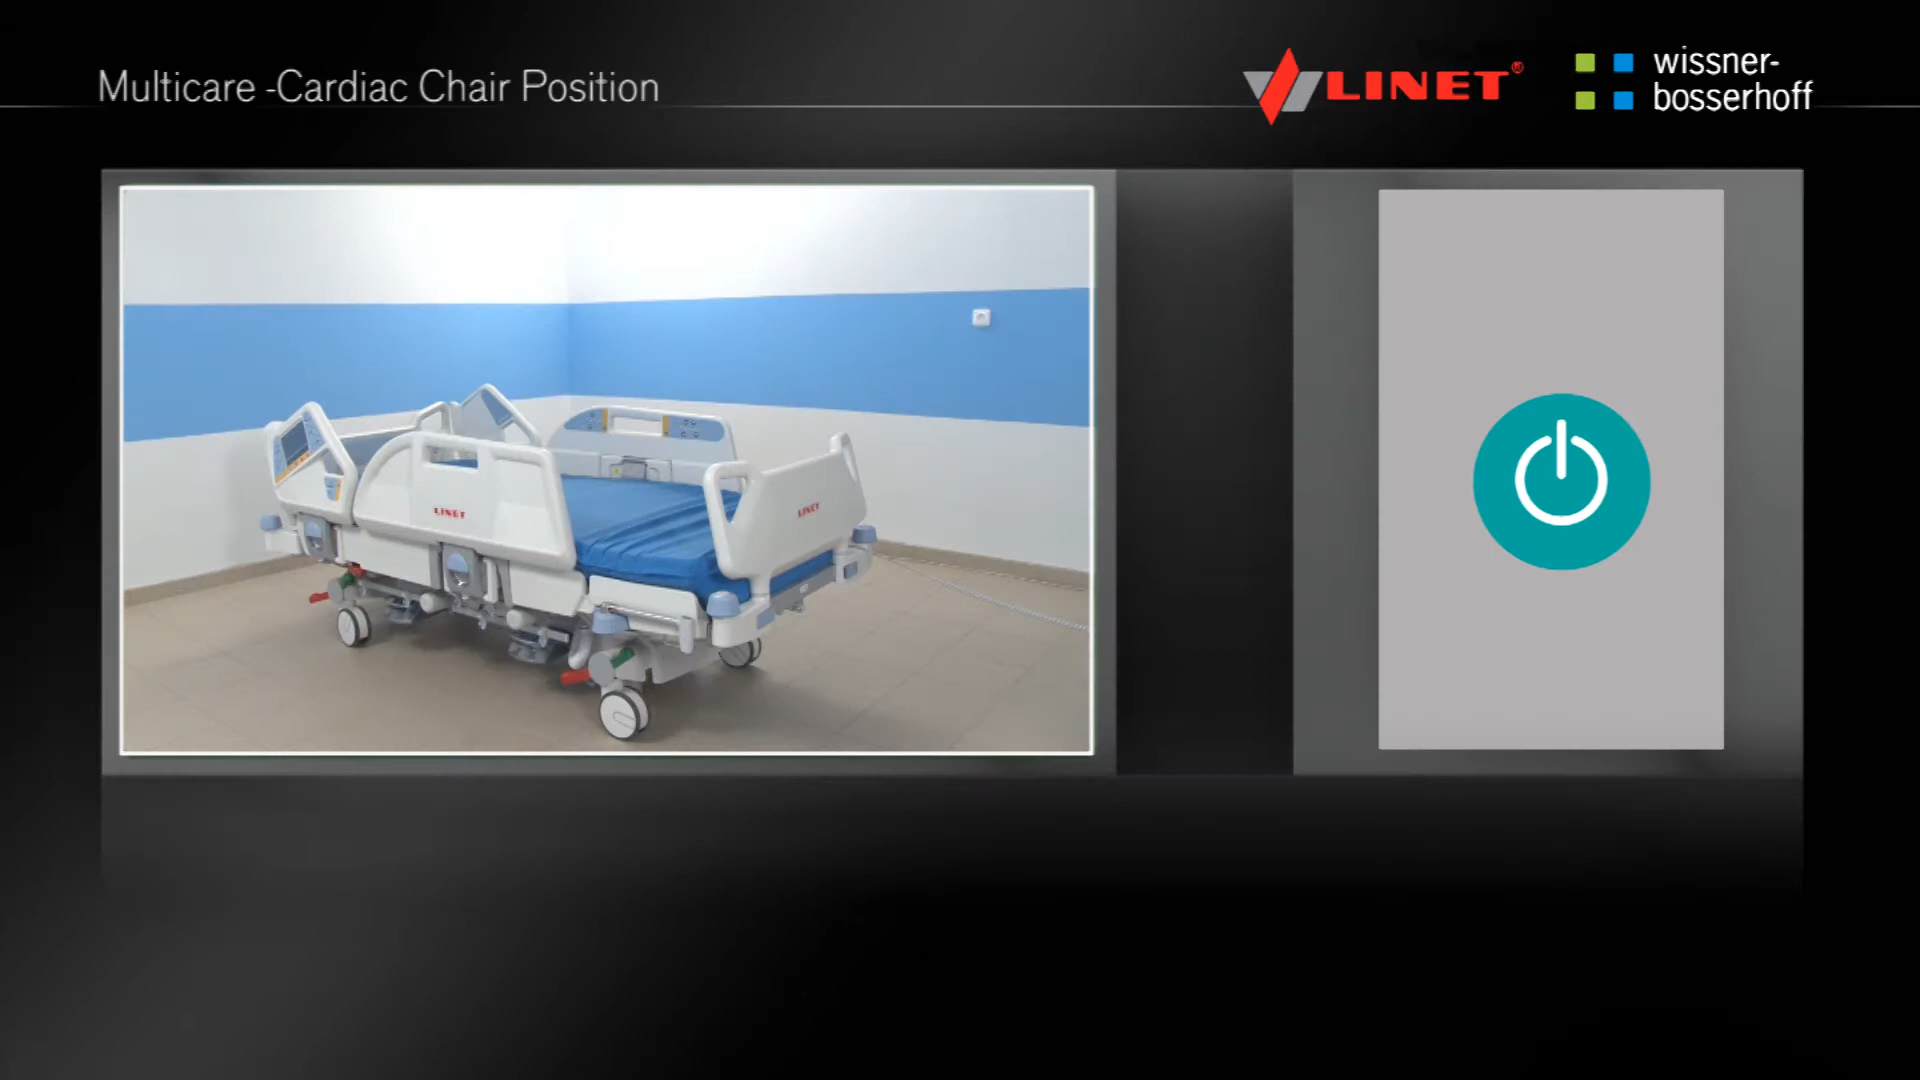 Multicare -Cardiac Chair Position
LINET®
wissner-
bosserhoff
LINET
LINET